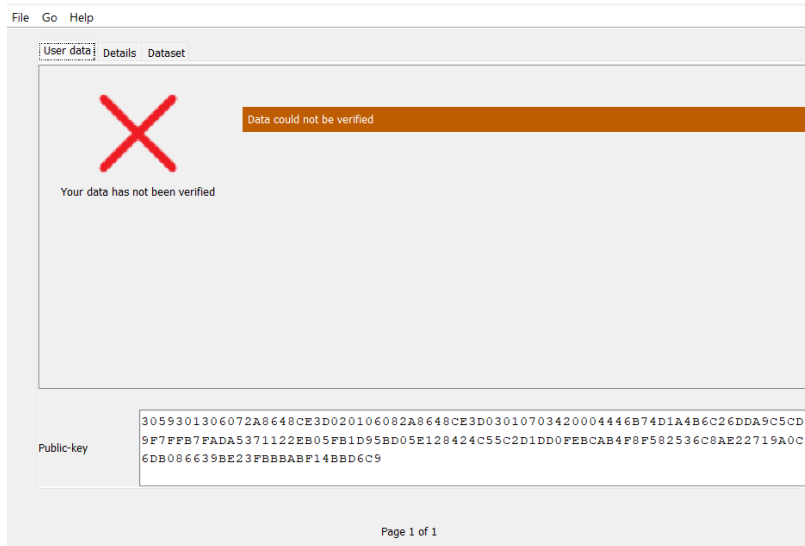 File Go Help
User data Details Dataset
Data could not be verified
Your data has not been verified
3059301306072A8648CE3D020106082A8648CE3D03010703420004446B74D1A4B6C26DDA9C5CD
9F7FFB7FADA5371122EB05FB1D95BD05E128424C55C2D1DD0FEBCAB4F8F582536C8AE22719A0C
Public-key
6DB086639BE23FBBBABF14BBD6C9
Page 1 of 1